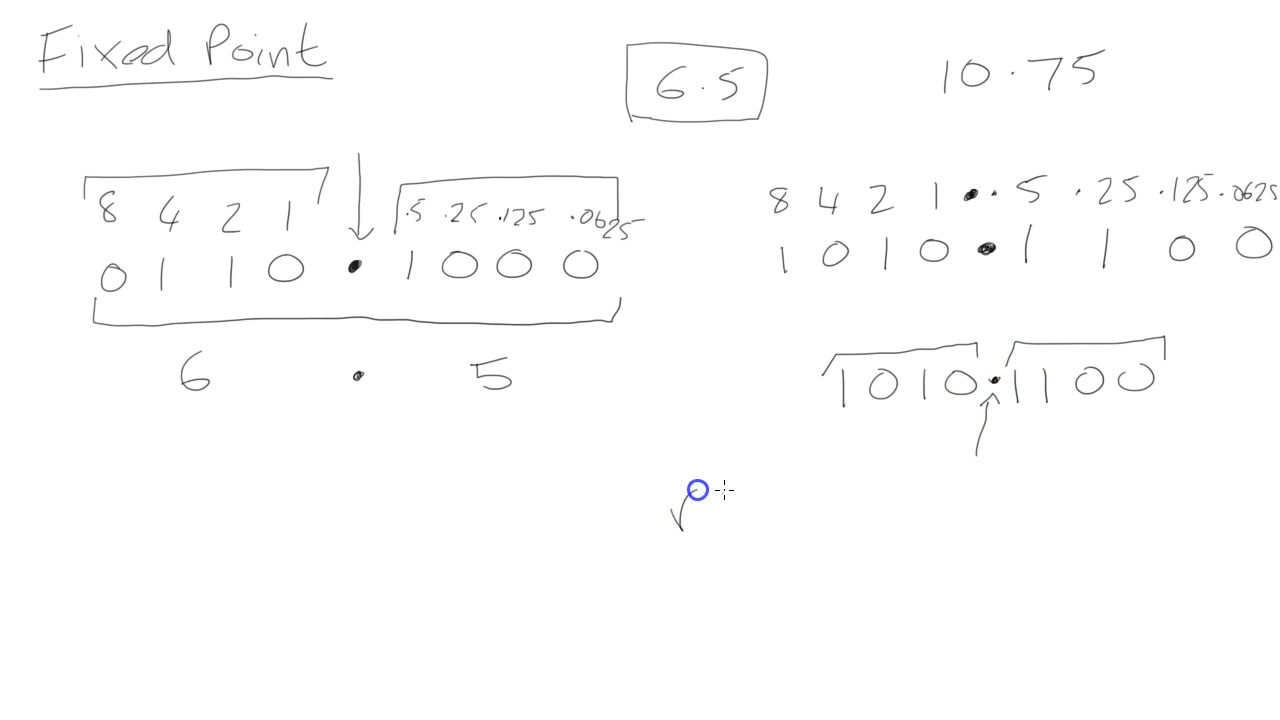 Fixed Point
6.5
10.75
8 4 2 1 .5 .25 .125 .0625
0 1 1 0 . 1 0 0 0
6 . 5
8 4 2 1 . .5 .25 .125 .0625
1 0 1 0 . 1 1 0 0
1 0 1 0 . 1 1 0 0